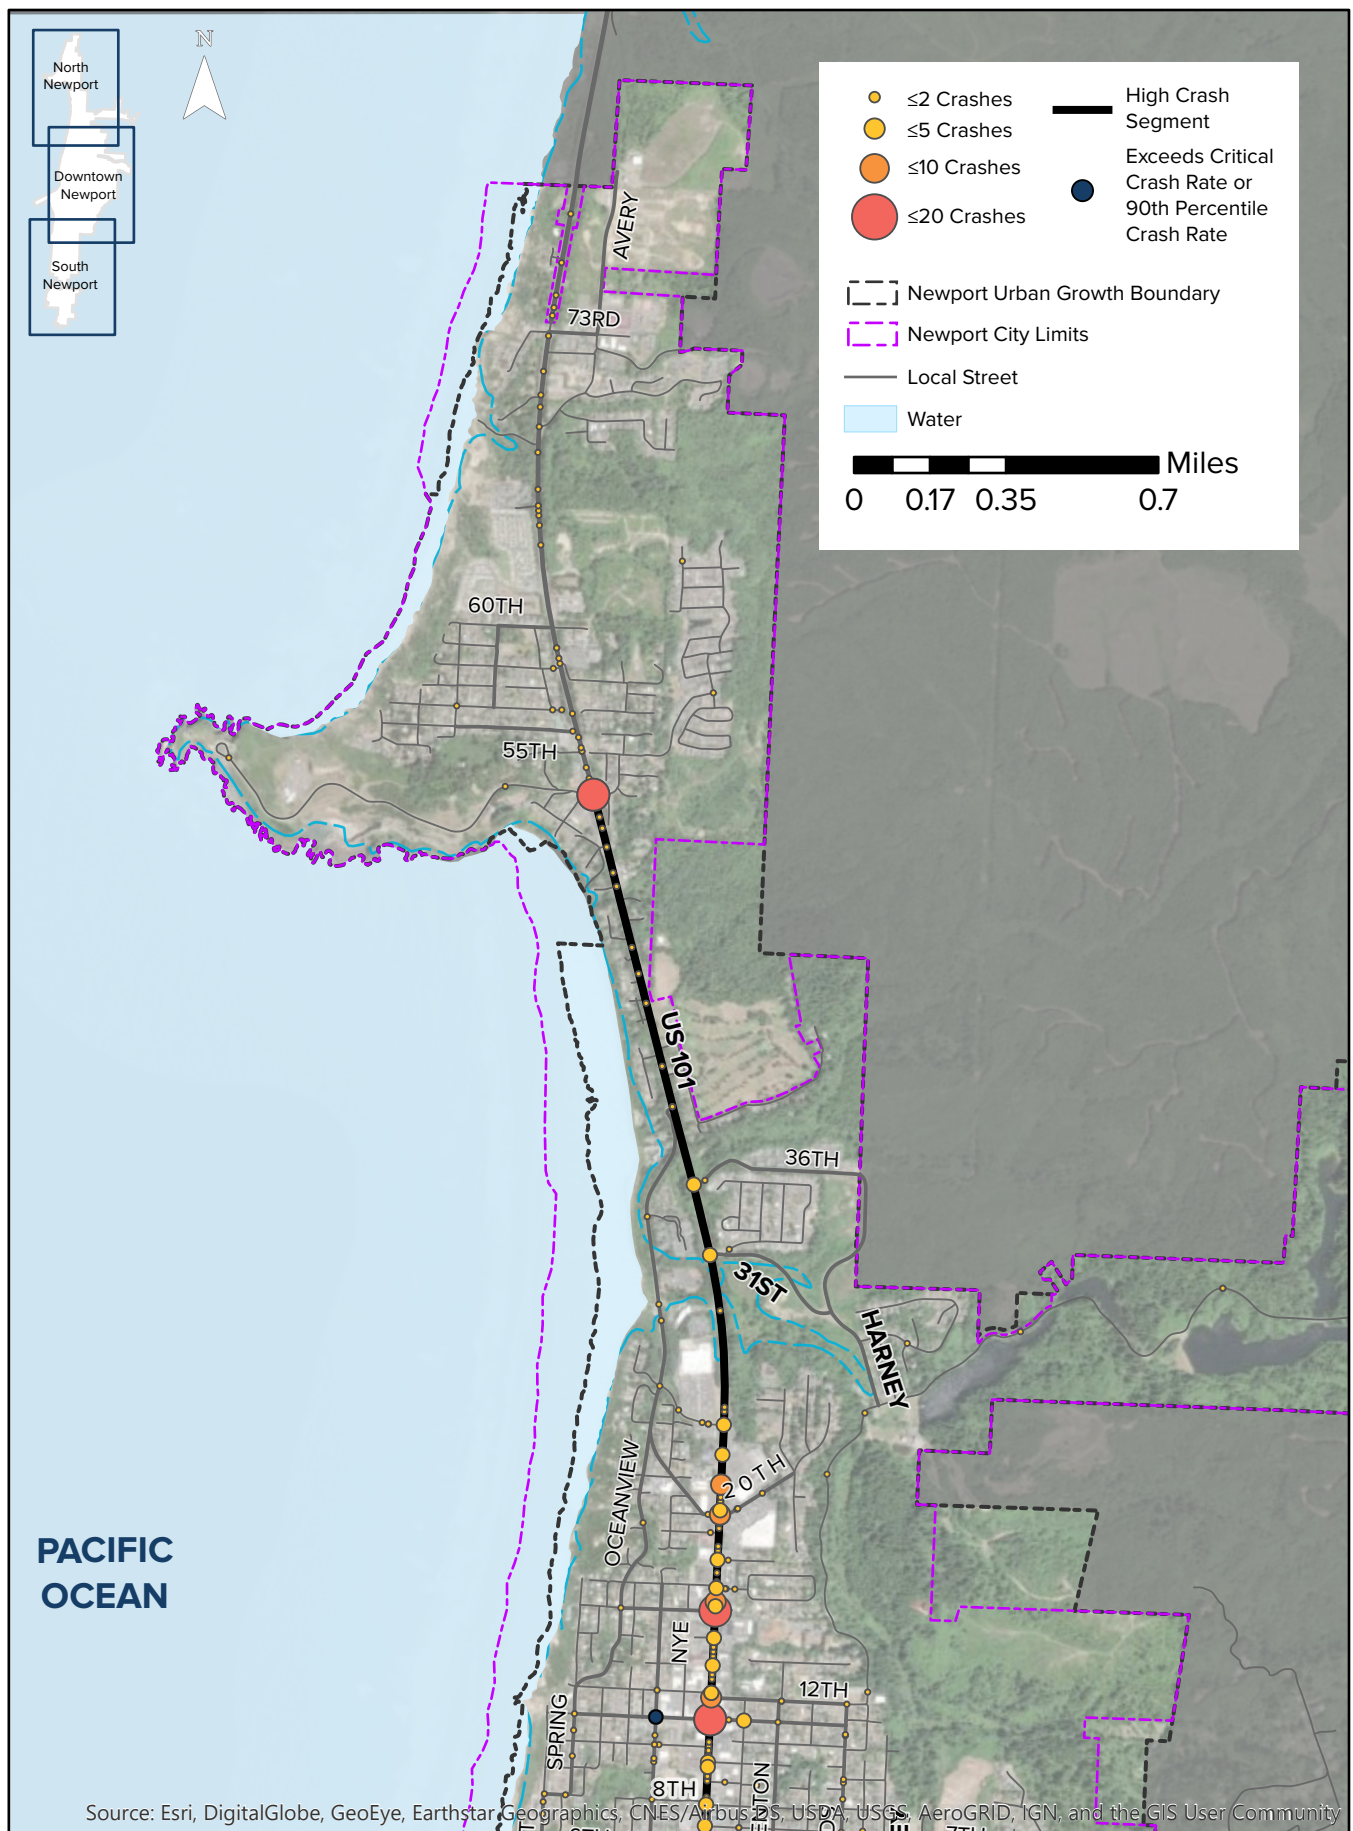 North
Newport
Downtown
Newport
South
Newport
N
≤2 Crashes
≤5 Crashes
≤10 Crashes
≤20 Crashes
High Crash
Segment
Exceeds Critical
Crash Rate or
90th Percentile
Crash Rate
Newport Urban Growth Boundary
Newport City Limits
Local Street
Water
Miles
0 0.17 0.35 0.7
AVERY
73RD
60TH
55TH
US 101
36TH
31ST
HARNEY
OCEANVIEW
20TH
PACIFIC
OCEAN
NYE
12TH
SPRING
8TH
Source: Esri, DigitalGlobe, GeoEye, Earthstar Geographics, CNES/Airbus DS, USDA, USGS, AeroGRID, IGN, and the GIS User Community